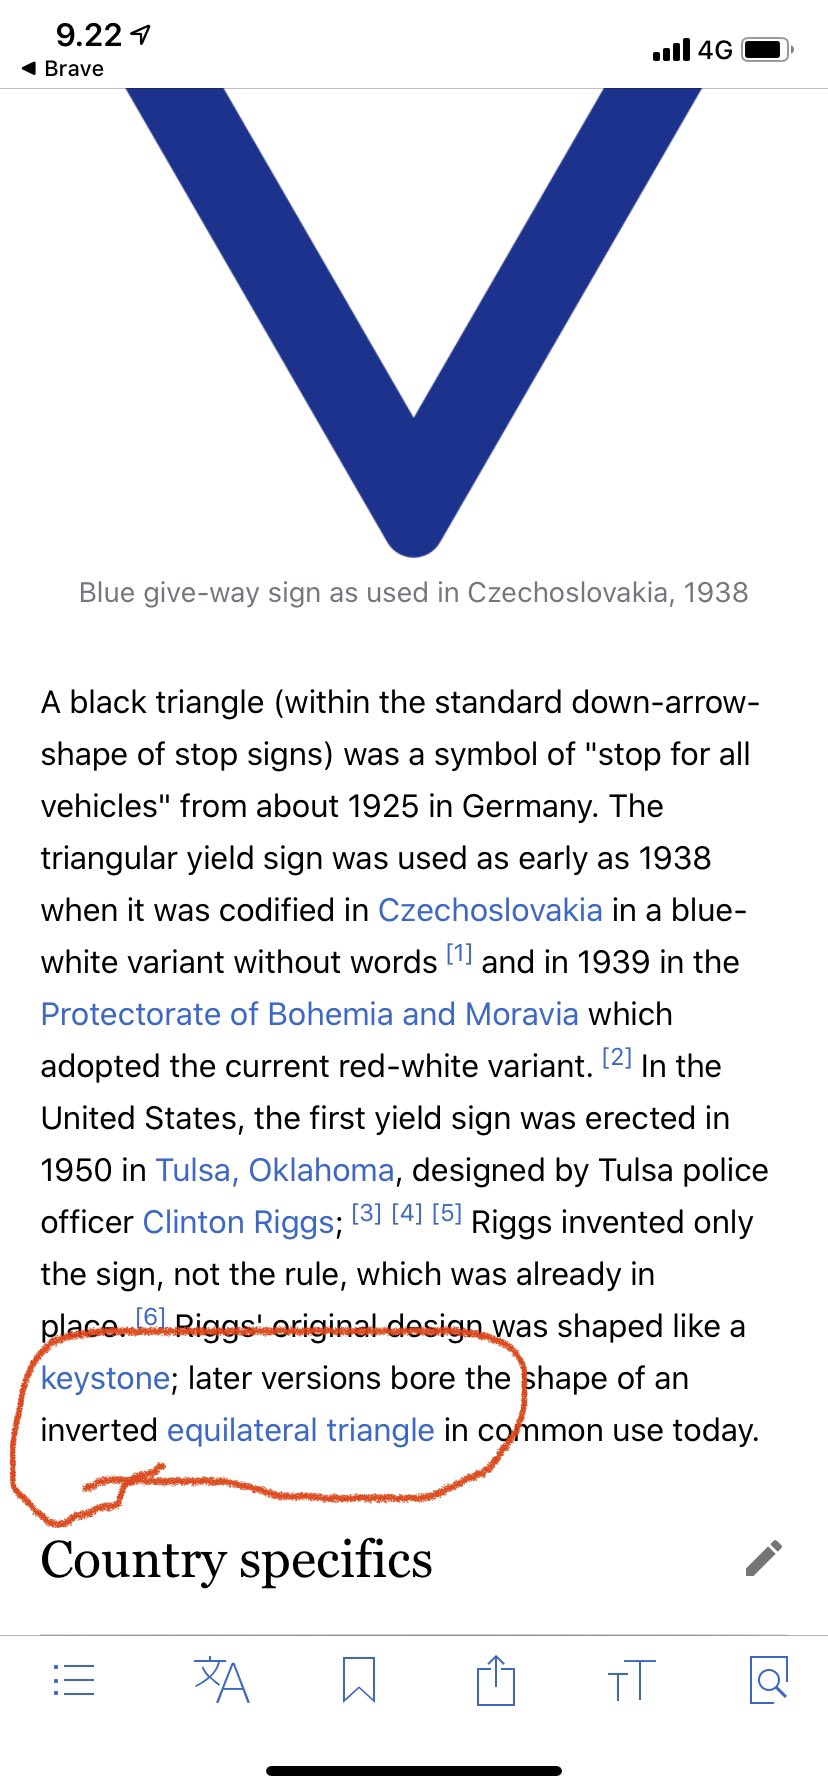 9.22
4G
Brave
Blue give-way sign as used in Czechoslovakia, 1938
A black triangle (within the standard down-arrow-
shape of stop signs) was a symbol of "stop for all
vehicles" from about 1925 in Germany. The
triangular yield sign was used as early as 1938
when it was codified in Czechoslovakia in a blue-
white variant without words [1] and in 1939 in the
Protectorate of Bohemia and Moravia which
adopted the current red-white variant. [2] In the
United States, the first yield sign was erected in
1950 in Tulsa, Oklahoma, designed by Tulsa police
officer Clinton Riggs; [3] [4] [5] Riggs invented only
the sign, not the rule, which was already in
place. [6] Riggs' original design was shaped like a
keystone; later versions bore the shape of an
inverted equilateral triangle in common use today.
Country specifics
文A
TT